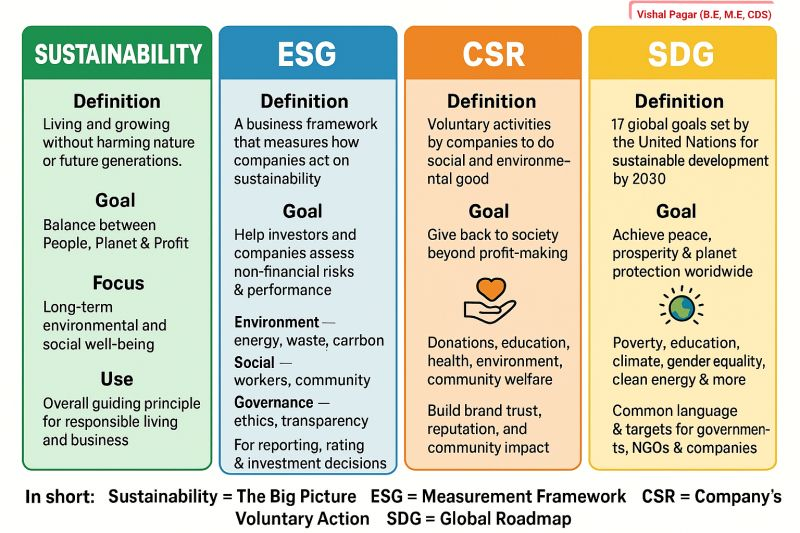 Vishal Pagar (B.E, M.E, CDS)
SUSTAINABILITY
Definition
Living and growing
without harming nature
or future generations.
Goal
Balance between
People, Planet & Profit
Focus
Long-term
environmental and
social well-being
Use
Overall guiding principle
for responsible living
and business
ESG
Definition
A business framework
that measures how
companies act on
sustainability
Goal
Help investors and
companies assess
non-financial risks
& performance
Environment —
energy, waste, carrbon
Social —
workers, community
Governance —
ethics, transparency
For reporting, rating
& investment decisions
CSR
Definition
Voluntary activities
by companies to do
social and environme-
ntal good
Goal
Give back to society
beyond profit-making
Donations, education,
health, environment,
community welfare
Build brand trust,
reputation, and
community impact
SDG
Definition
17 global goals set by
the United Nations for
sustainable development
by 2030
Goal
Achieve peace,
prosperity & planet
protection worldwide
Poverty, education,
climate, gender equality,
clean energy & more
Common language
& targets for governmen-
ts, NGOs & companies
In short: Sustainability = The Big Picture ESG = Measurement Framework CSR = Company's
Voluntary Action SDG = Global Roadmap